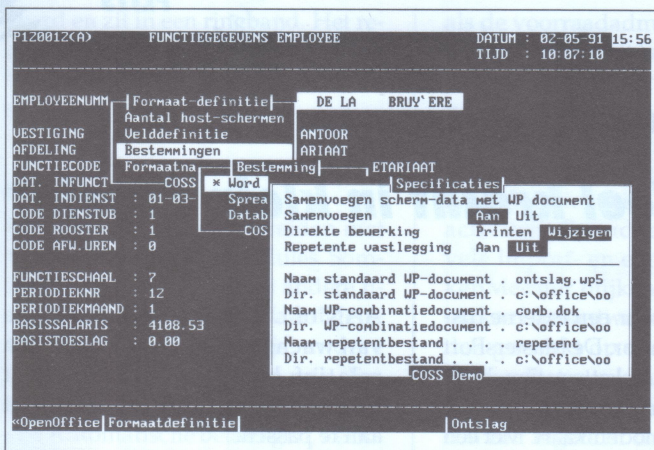 P120012(A) FUNCTIEGEGEVENS EMPLOYEE DATUM : 02-05-91 15:56
TIJD : 10:07:10
EMPLOYEENUMM Formaat-definitie DE LA BRUY`ERE
Aantal host-schermen
VESTIGING Velddefinitie ANTOOR
AFDELING Bestemmingen ARIAAT
FUNCTIECODE Formaatna Bestemming ETARIAAT
DAT. INFUNCT COSS * Word Specificaties
DAT. INDIENST : 01-03- Sprea Samenvoegen scherm-data met WP document
CODE DIENSTVB : 1 Datab Samenvoegen Aan Uit
CODE ROOSTER : 1 COS Direkte bewerking Printen Wijzigen
CODE AFW.UREN : 0 Repetente vastlegging Aan Uit
FUNCTIESCHAAL : 7 Naam standaard WP-document . ontslag.wp5
PERIODIEKNR : 12 Dir. standaard WP-document . c:\office\oo
PERIODIEKMAAND : 1 Naam WP-combinatiedocument . comb.dok
BASISSALARIS : 4108.53 Dir. WP-combinatiedocument . c:\office\oo
BASISTOESLAG : 0.00 Naam repetentbestand . . . . repetent
Dir. repetentbestand . . . . . c:\office\oo
COSS Demo
«OpenOffice Formaatdefinitie Ontslag